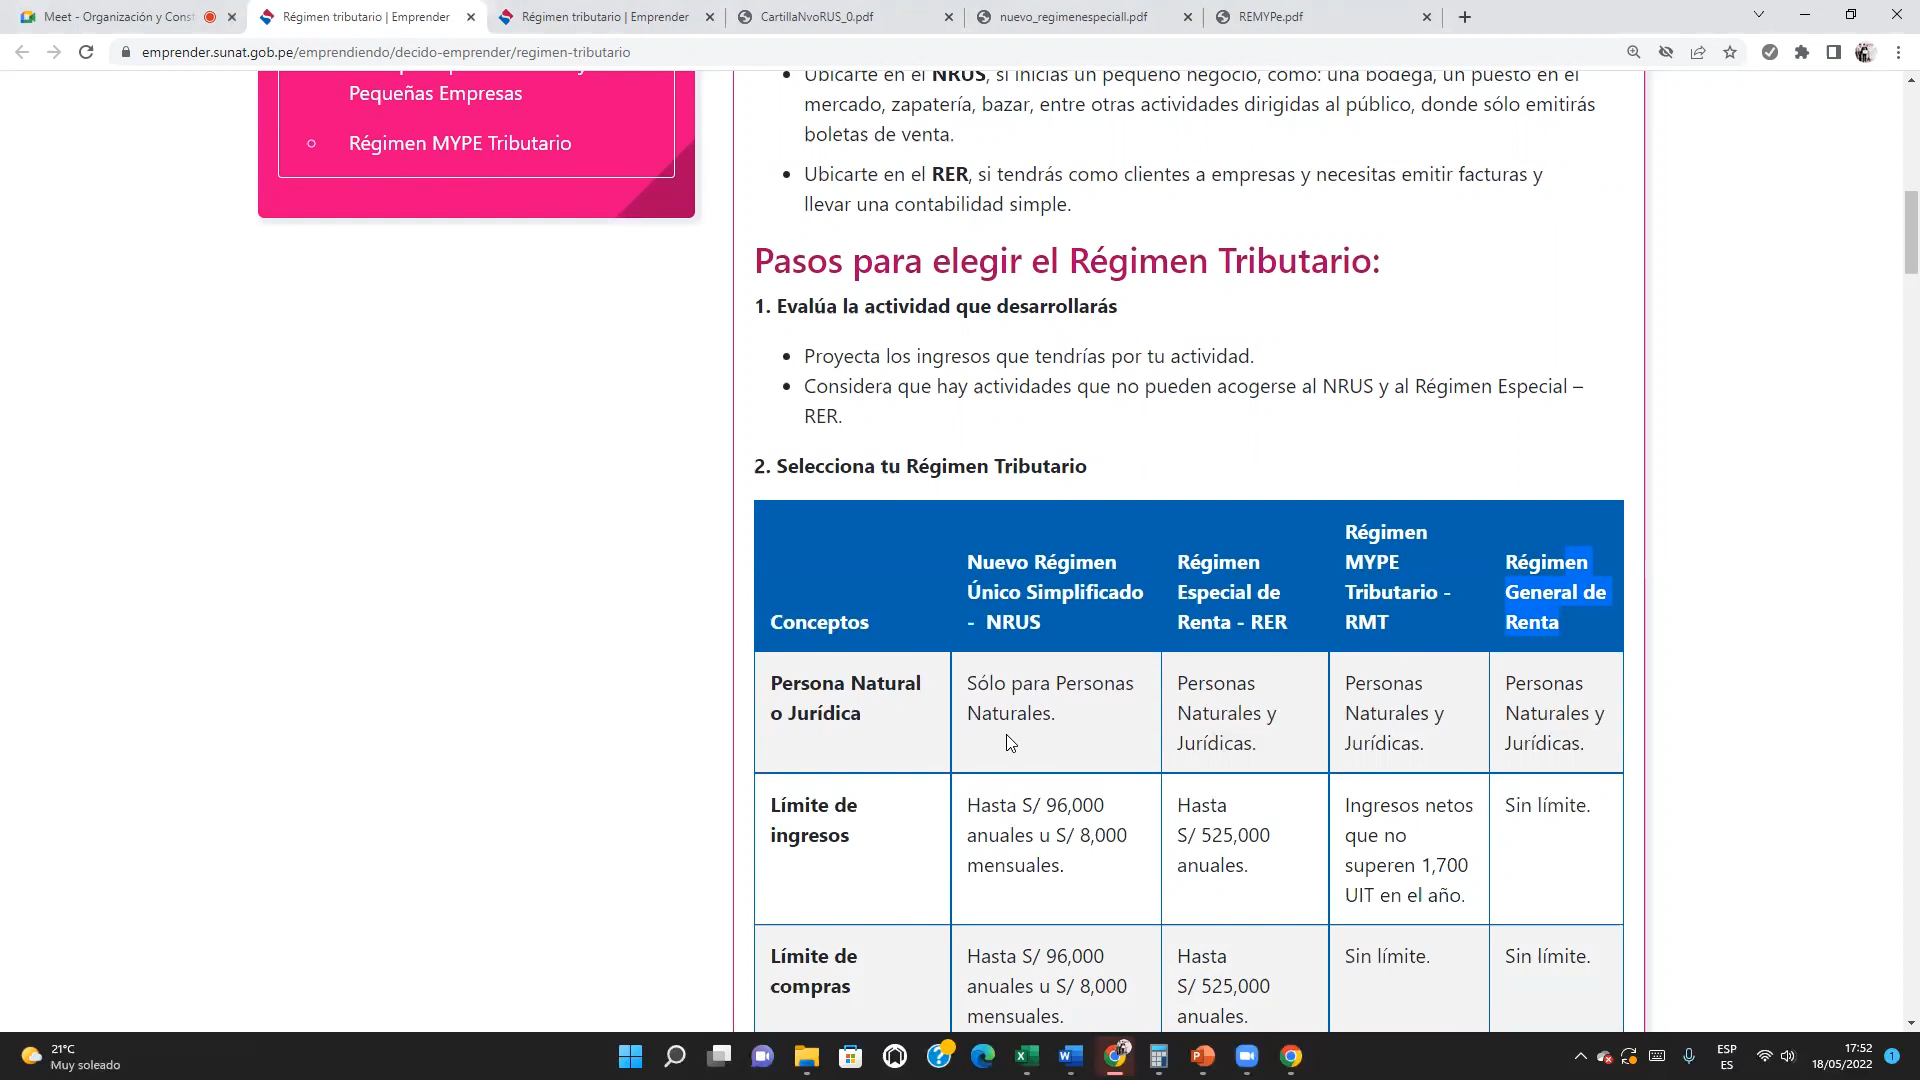 Meet - Organización y Const
Régimen tributario | Emprender
Régimen tributario | Emprender
CartillaNvoRUS_0.pdf
nuevo_regimenespeciall.pdf
REMYPe.pdf
emprender.sunat.gob.pe/emprendiendo/decido-emprender/regimen-tributario
Pequeñas Empresas
Régimen MYPE Tributario
Ubicarte en el NRUS, si inicias un pequeño negocio, como: una bodega, un puesto en el
mercado, zapatería, bazar, entre otras actividades dirigidas al público, donde sólo emitirás
boletas de venta.
Ubicarte en el RER, si tendrás como clientes a empresas y necesitas emitir facturas y
llevar una contabilidad simple.
Pasos para elegir el Régimen Tributario:
1. Evalúa la actividad que desarrollarás
Proyecta los ingresos que tendrías por tu actividad.
Considera que hay actividades que no pueden acogerse al NRUS y al Régimen Especial –
RER.
2. Selecciona tu Régimen Tributario
Conceptos
Nuevo Régimen
Único Simplificado
- NRUS
Régimen
Especial de
Renta - RER
Régimen
MYPE
Tributario -
RMT
Régimen
General de
Renta
Persona Natural
o Jurídica
Sólo para Personas
Naturales.
Personas
Naturales y
Jurídicas.
Personas
Naturales y
Jurídicas.
Personas
Naturales y
Jurídicas.
Límite de
ingresos
Hasta S/ 96,000
anuales u S/ 8,000
mensuales.
Hasta
S/ 525,000
anuales.
Ingresos netos
que no
superen 1,700
UIT en el año.
Sin límite.
Límite de
compras
Hasta S/ 96,000
anuales u S/ 8,000
mensuales.
Hasta
S/ 525,000
anuales.
Sin límite.
Sin límite.
21°C
Muy soleado
ESP
ES
17:52
18/05/2022
1